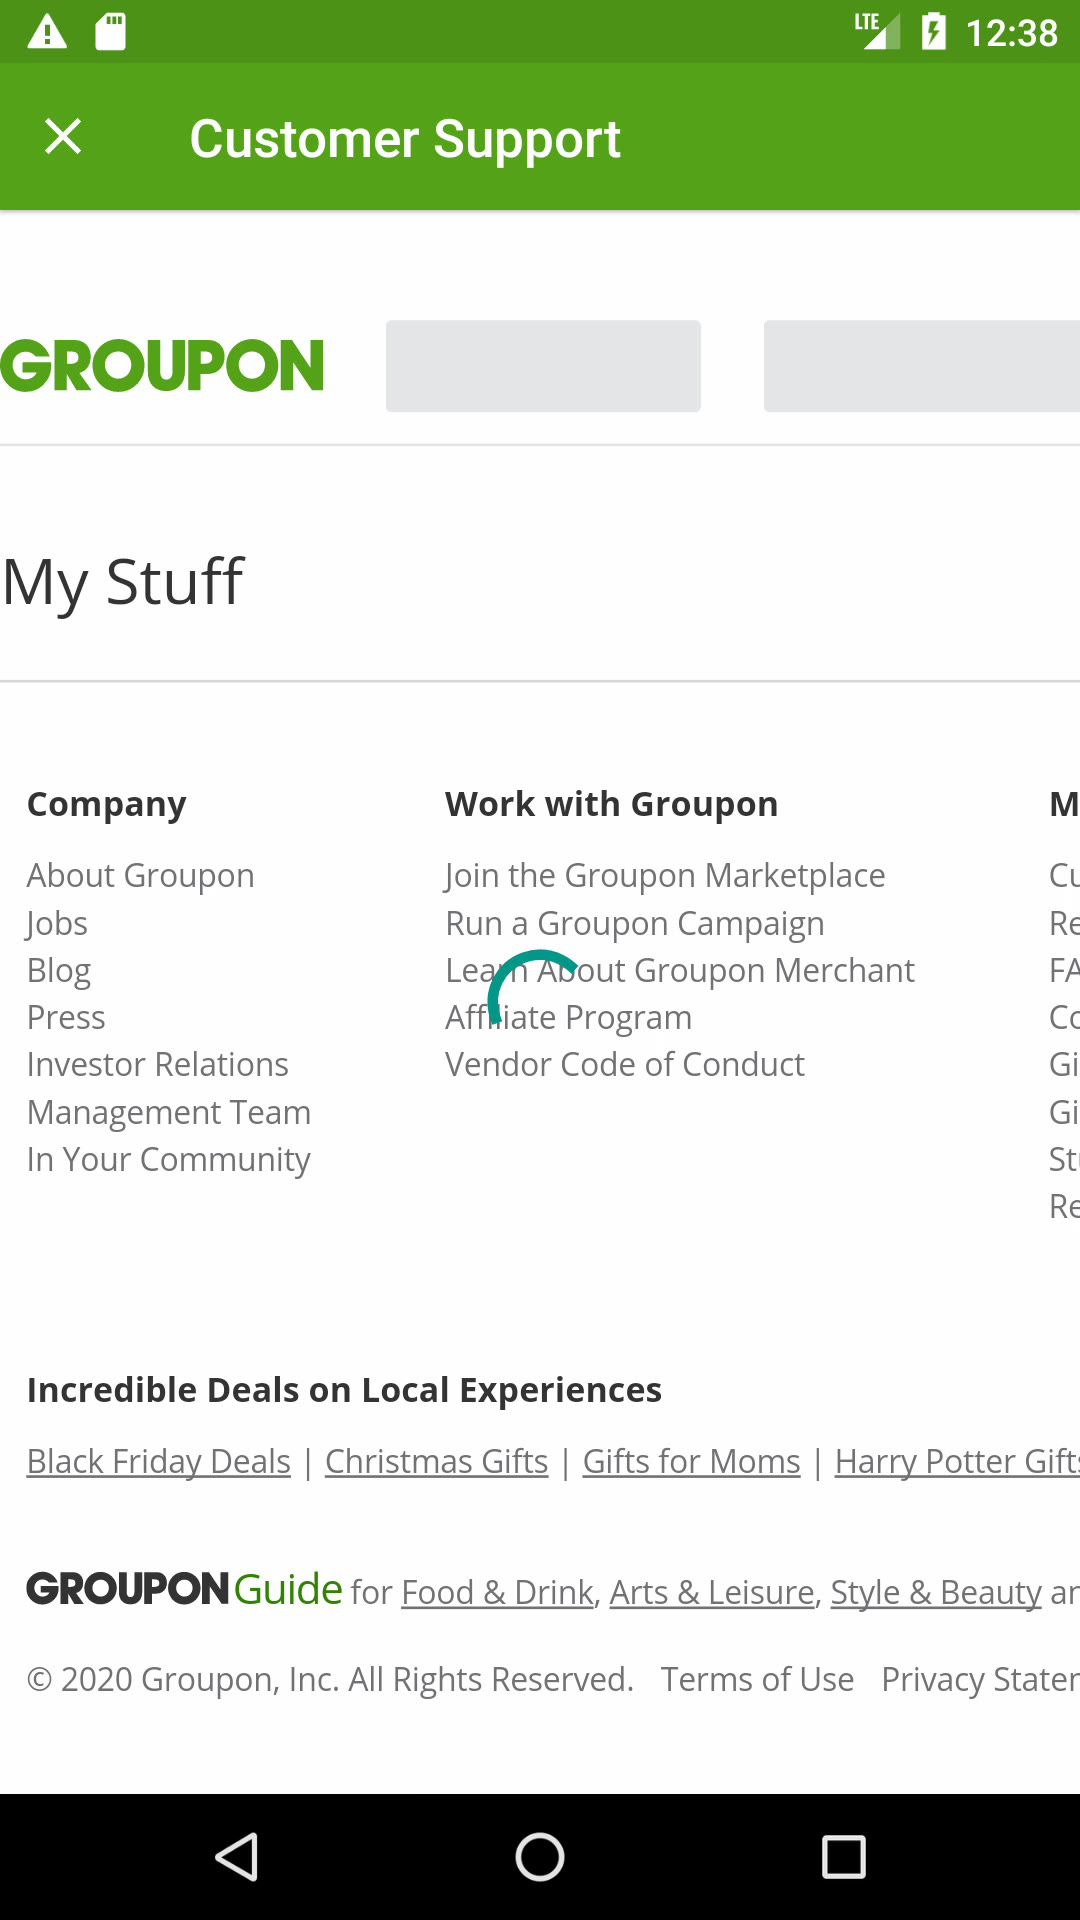 LTE 12:38
Customer Support
GROUPON
My Stuff
Company
About Groupon
Jobs
Blog
Press
Investor Relations
Management Team
In Your Community
Work with Groupon
Join the Groupon Marketplace
Run a Groupon Campaign
Learn About Groupon Merchant
Affiliate Program
Vendor Code of Conduct
M
Cu
Re
FA
Co
Gi
Gi
Stu
Re
Incredible Deals on Local Experiences
Black Friday Deals | Christmas Gifts | Gifts for Moms | Harry Potter Gifts
GROUPON Guide for Food & Drink, Arts & Leisure, Style & Beauty an
© 2020 Groupon, Inc. All Rights Reserved. Terms of Use Privacy Stater